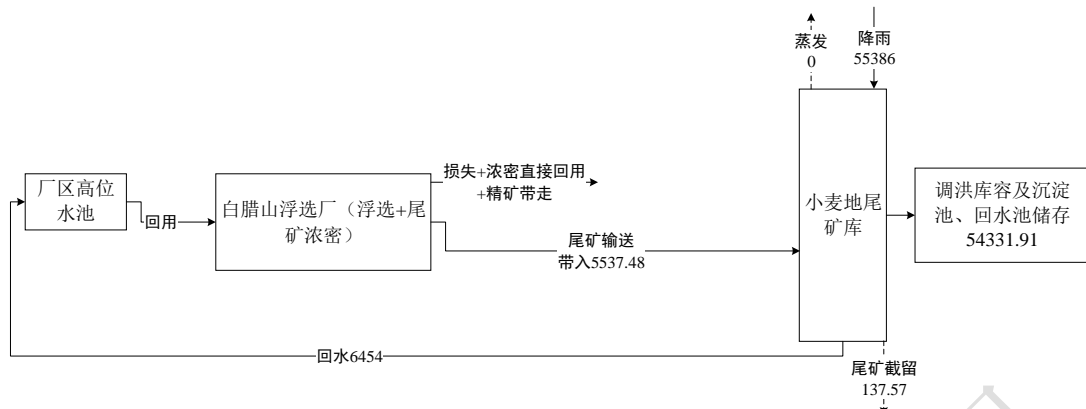 蒸发
0
降雨
55386
厂区高位
水池
回用
白腊山浮选厂（浮选+尾
矿浓密）
损失+浓密直接回用
+精矿带走
尾矿输送
带入5537.48
小麦地尾
矿库
调洪库容及沉淀
池、回水池储存
54331.91
回水6454
尾矿截留
137.57